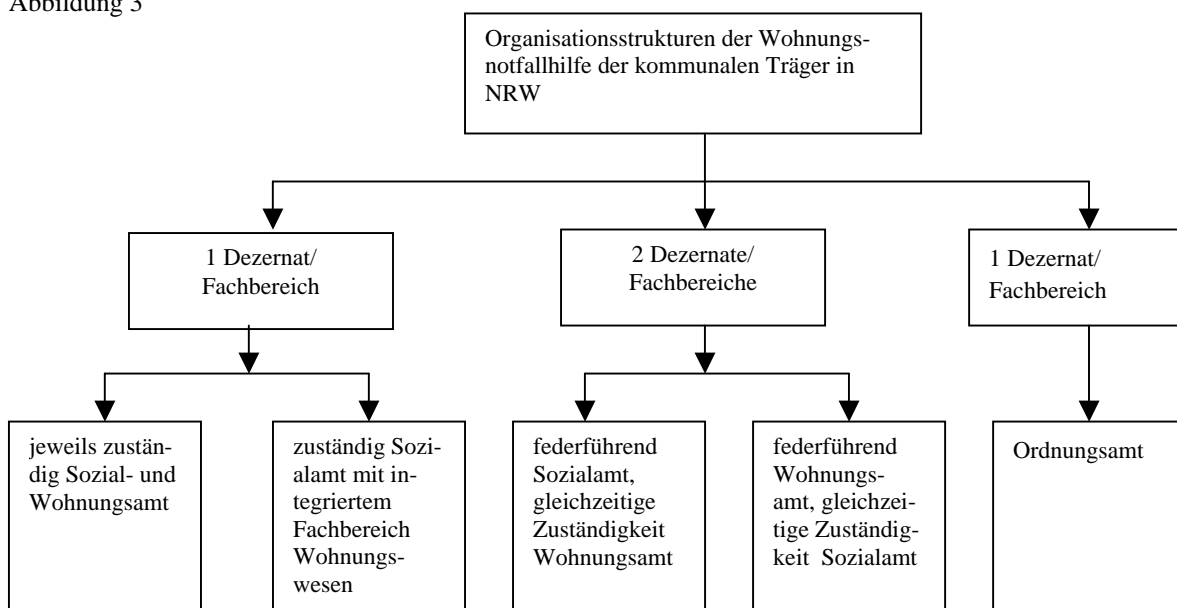 Abbildung 3
Organisationsstrukturen der Wohnungs-
notfallhilfe der kommunalen Träger in
NRW
1 Dezernat/
Fachbereich
2 Dezernate/
Fachbereiche
1 Dezernat/
Fachbereich
jeweils zustän-
dig Sozial- und
Wohnungsamt
zuständig Sozi-
alamt mit in-
tegriertem
Fachbereich
Wohnungs-
wesen
federführend
Sozialamt,
gleichzeitige
Zuständigkeit
Wohnungsamt
federführend
Wohnungs-
amt, gleichzei-
tige Zuständig-
keit Sozialamt
Ordnungsamt